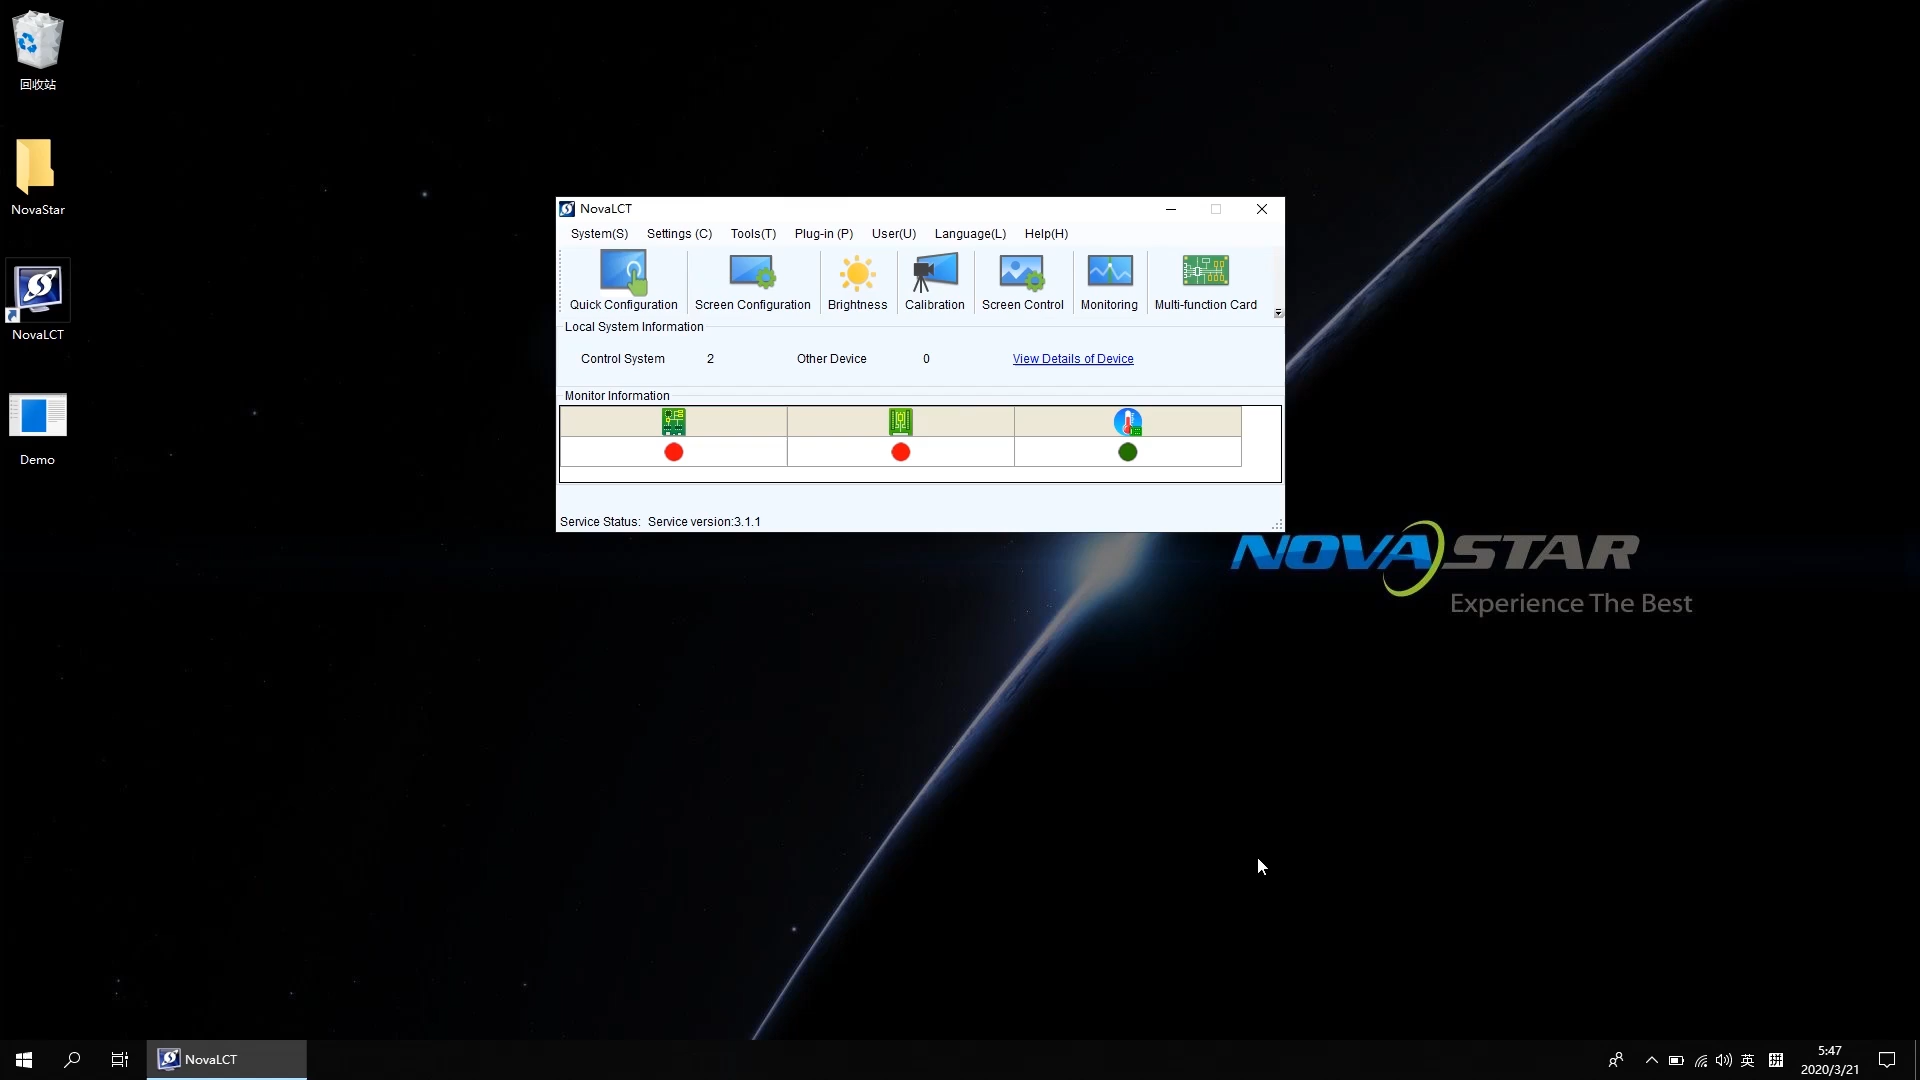 回收站
NovaStar
NovaLCT
Demo
NovaLCT
System(S) Settings (C) Tools(T) Plug-in (P) User(U) Language(L) Help(H)
Quick Configuration Screen Configuration Brightness Calibration Screen Control Monitoring Multi-function Card
Local System Information
Control System 2 Other Device 0 View Details of Device
Monitor Information
Service Status: Service version:3.1.1
NOVASTAR
Experience The Best
NovaLCT
英
拼
5:47
2020/3/21